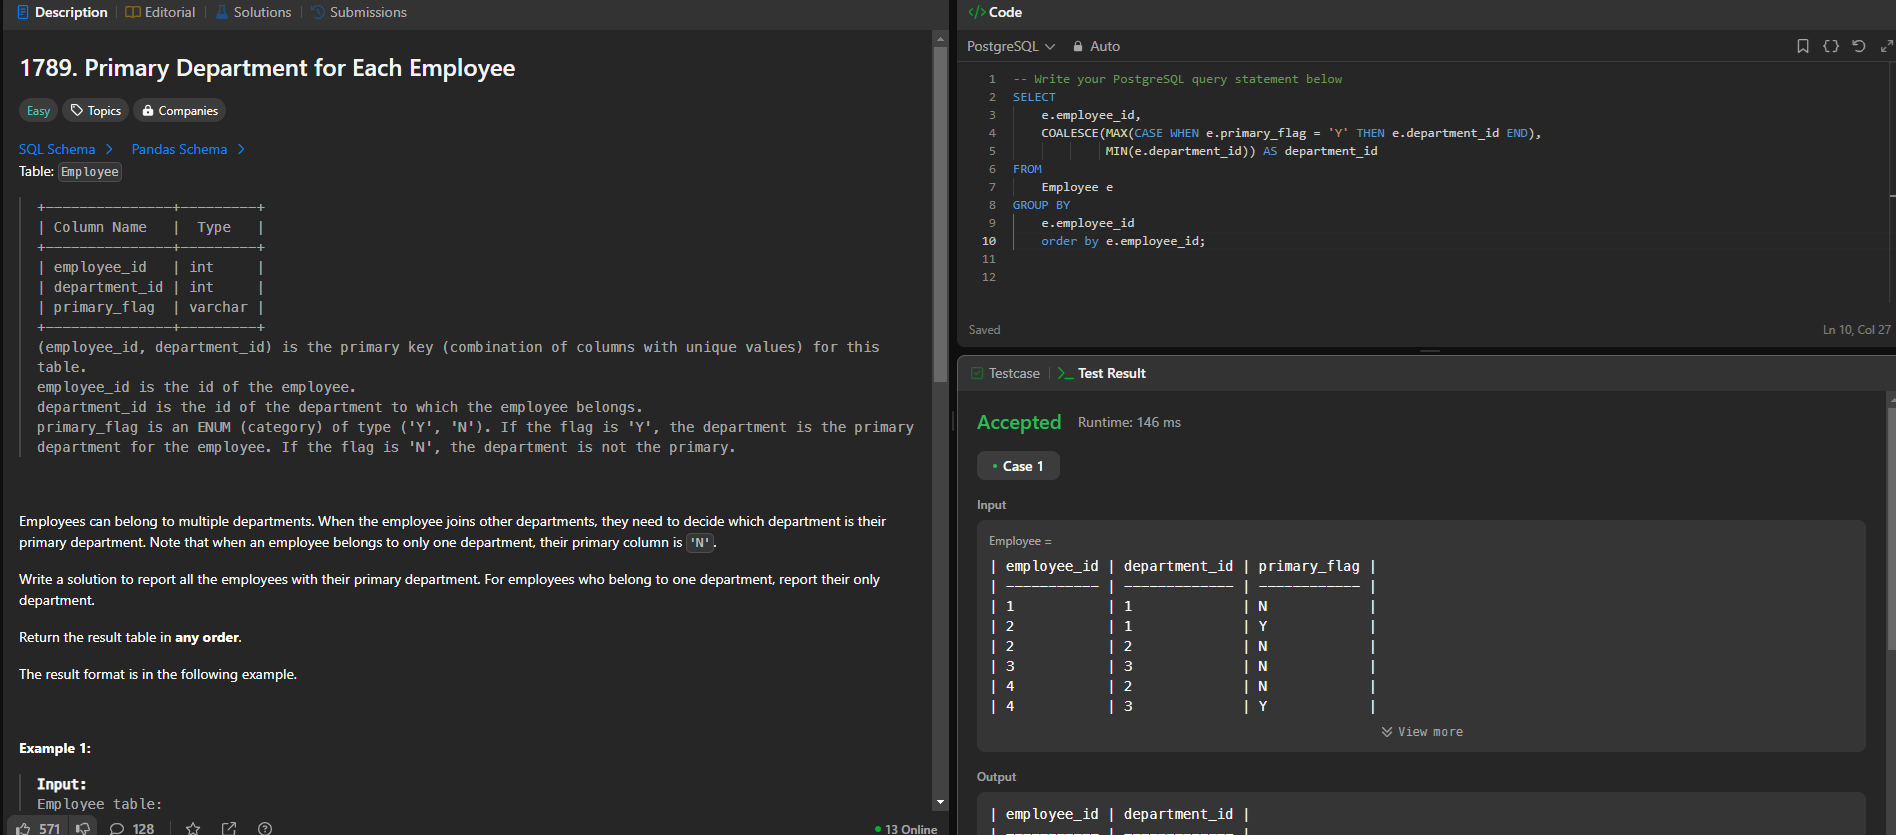 Description | Editorial | Solutions | Submissions
1789. Primary Department for Each Employee
Easy Topics Companies
SQL Schema > Pandas Schema >
Table: Employee
+---------------+---------+
| Column Name   |  Type   |
+---------------+---------+
| employee_id   | int     |
| department_id | int     |
| primary_flag  | varchar |
+---------------+---------+
(employee_id, department_id) is the primary key (combination of columns with unique values) for this
table.
employee_id is the id of the employee.
department_id is the id of the department to which the employee belongs.
primary_flag is an ENUM (category) of type ('Y', 'N'). If the flag is 'Y', the department is the primary
department for the employee. If the flag is 'N', the department is not the primary.
Employees can belong to multiple departments. When the employee joins other departments, they need to decide which department is their
primary department. Note that when an employee belongs to only one department, their primary column is 'N'.
Write a solution to report all the employees with their primary department. For employees who belong to one department, report their only
department.
Return the result table in any order.
The result format is in the following example.
Example 1:
Input:
Employee table:
571 128 13 Online
</> Code
PostgreSQL Auto
1 -- Write your PostgreSQL query statement below
2 SELECT
3     e.employee_id,
4     COALESCE(MAX(CASE WHEN e.primary_flag = 'Y' THEN e.department_id END),
5              MIN(e.department_id)) AS department_id
6 FROM
7     Employee e
8 GROUP BY
9     e.employee_id
10     order by e.employee_id;
11
12
Saved Ln 10, Col 27
Testcase | >_ Test Result
Accepted Runtime: 146 ms
• Case 1
Input
Employee =
| employee_id | department_id | primary_flag |
| ----------- | ------------- | ------------ |
| 1           | 1             | N            |
| 2           | 1             | Y            |
| 2           | 2             | N            |
| 3           | 3             | N            |
| 4           | 2             | N            |
| 4           | 3             | Y            |
View more
Output
| employee_id | department_id |